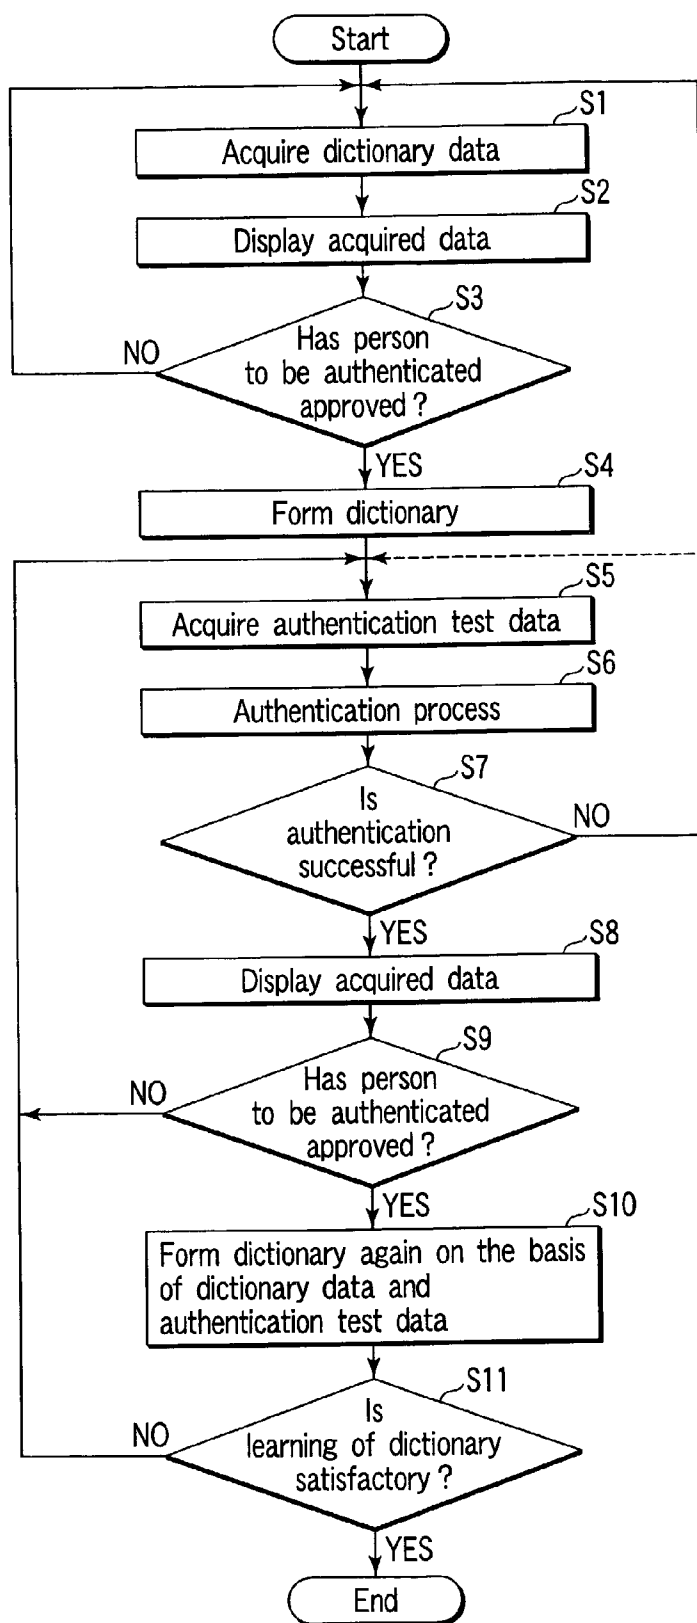 Start
S1
Acquire dictionary data
S2
Display acquired data
S3
Has person
to be authenticated
approved ?
NO
YES
S4
Form dictionary
S5
Acquire authentication test data
S6
Authentication process
S7
Is
authentication
successful ?
NO
YES
S8
Display acquired data
S9
Has person
to be authenticated
approved ?
NO
YES
S10
Form dictionary again on the basis
of dictionary data and
authentication test data
S11
Is
learning of dictionary
satisfactory ?
NO
YES
End